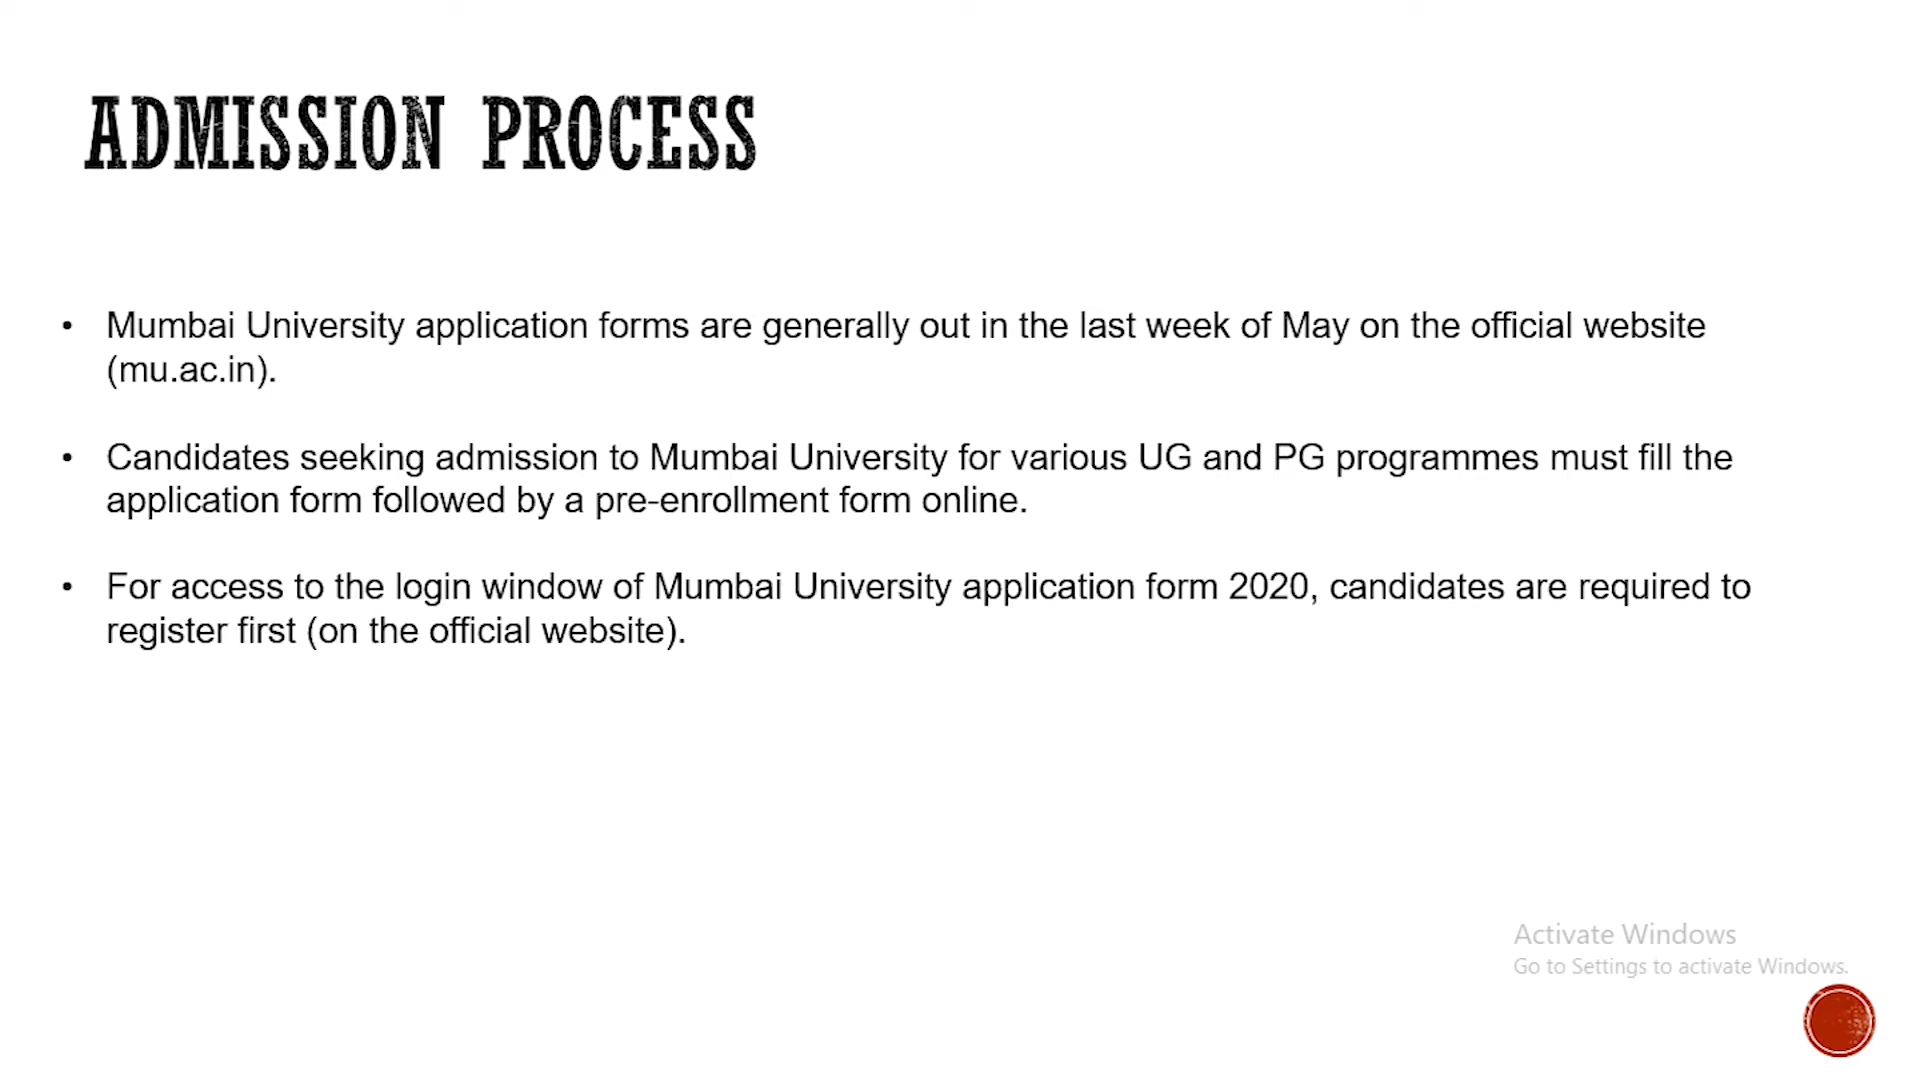 ADMISSION PROCESS
• Mumbai University application forms are generally out in the last week of May on the official website
(mu.ac.in).
• Candidates seeking admission to Mumbai University for various UG and PG programmes must fill the
application form followed by a pre-enrollment form online.
• For access to the login window of Mumbai University application form 2020, candidates are required to
register first (on the official website).
Activate Windows
Go to Settings to activate Windows.